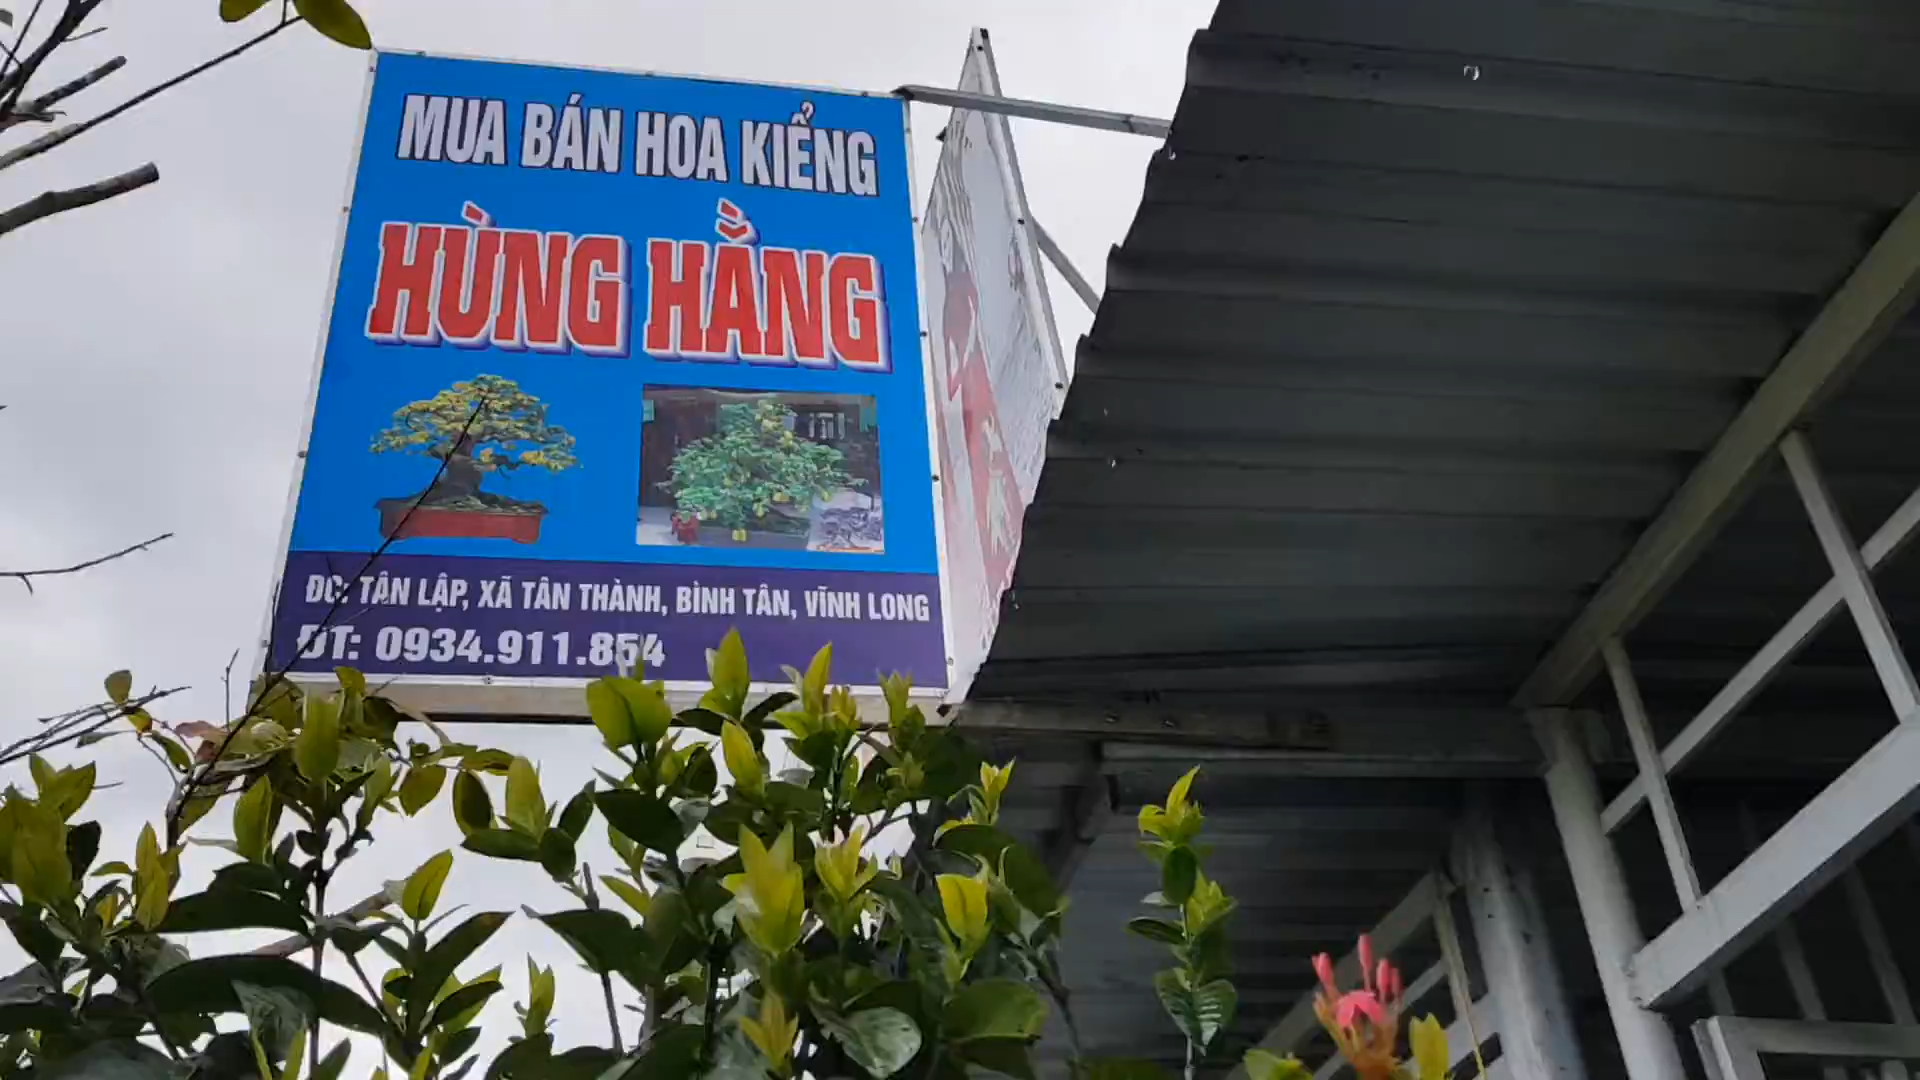 MUA BÁN HOA KIỂNG
HÙNG HẰNG
ĐC: TÂN LẬP, XÃ TÂN THÀNH, BÌNH TÂN, VĨNH LONG
ĐT: 0934.911.854